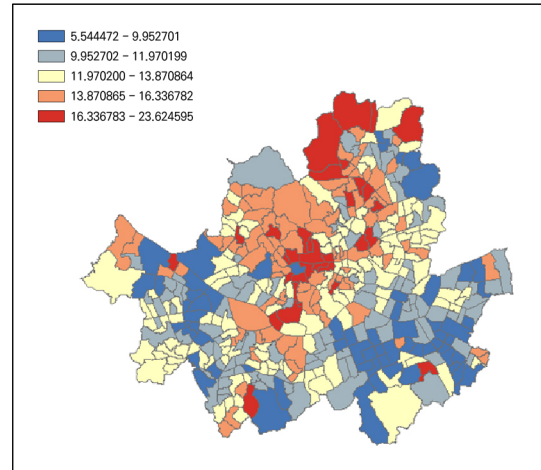 5.544472 – 9.952701
9.952702 – 11.970199
11.970200 – 13.870864
13.870865 – 16.336782
16.336783 – 23.624595